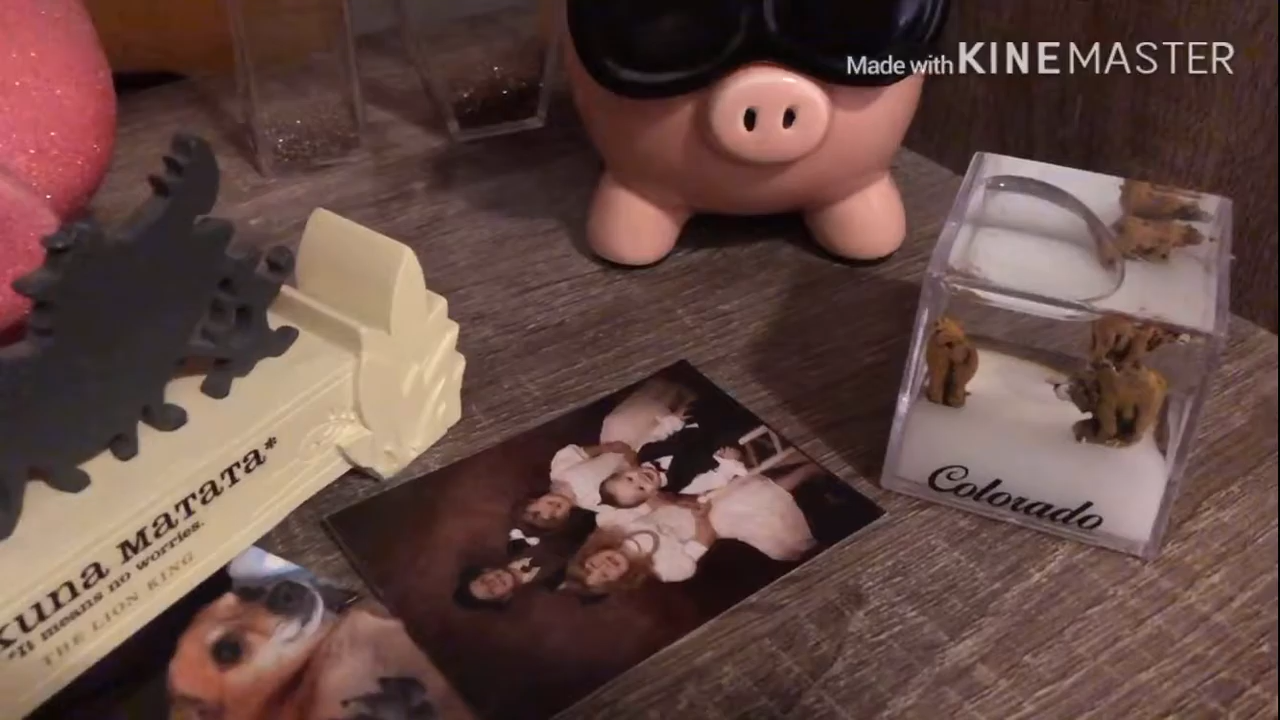 Made with KINEMASTER
kuna MATATA*
"It means no worries.
THE LION KING
Colorado